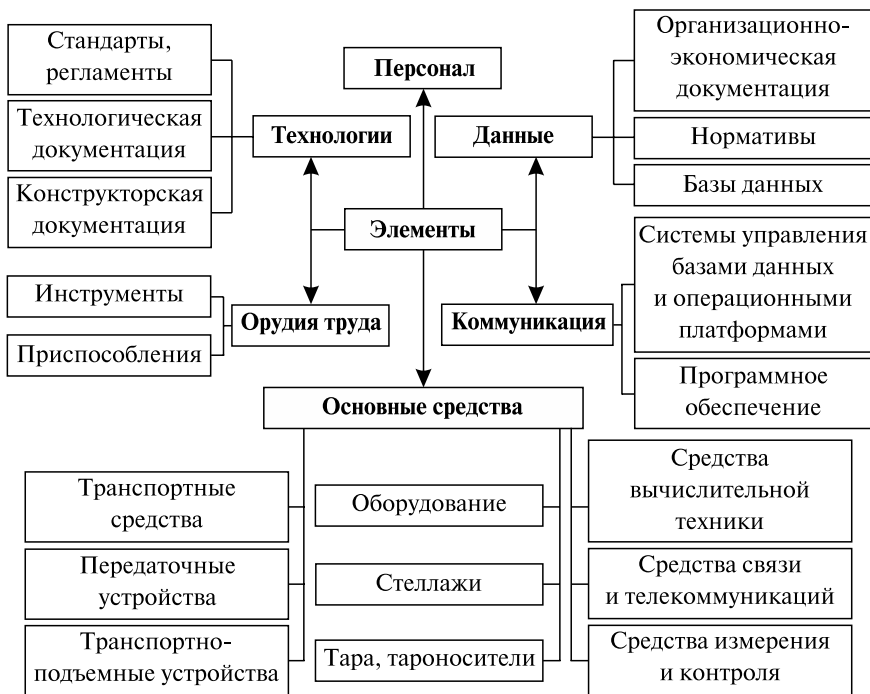 Стандарты,
регламенты
Технологическая
документация
Конструкторская
документация
Персонал
Технологии
Данные
Организационно-
экономическая
документация
Нормативы
Базы данных
Элементы
Инструменты
Приспособления
Орудия труда
Коммуникация
Системы управления
базами данных
и операционными
платформами
Программное
обеспечение
Основные средства
Транспортные
средства
Передаточные
устройства
Транспортно-
подъемные устройства
Оборудование
Стеллажи
Тара, тароносители
Средства
вычислительной
техники
Средства связи
и телекоммуникаций
Средства измерения
и контроля